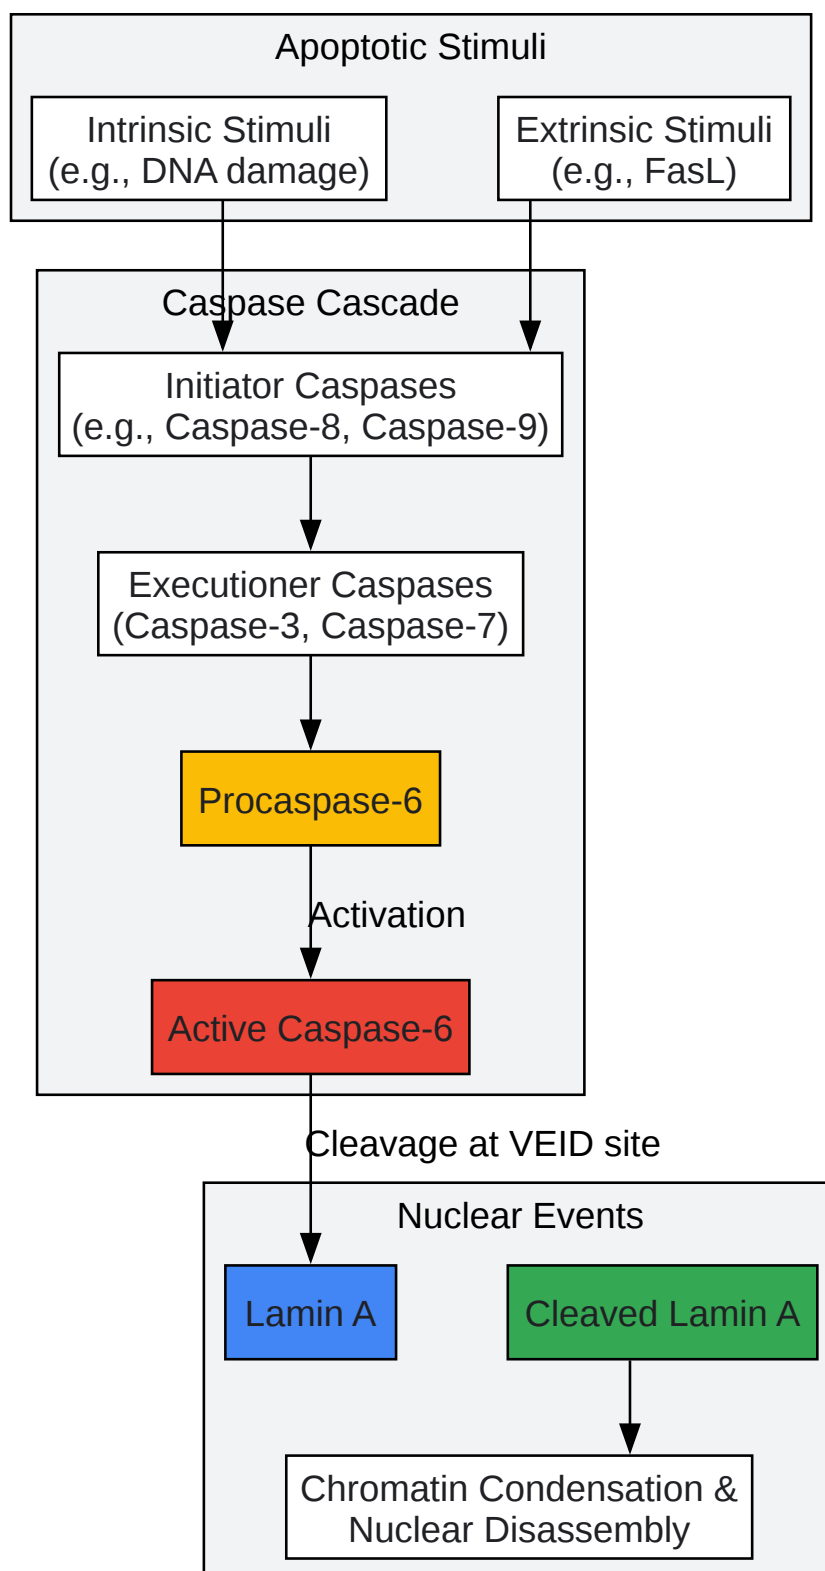 Apoptotic Stimuli
Intrinsic Stimuli
(e.g., DNA damage)
Extrinsic Stimuli
(e.g., FasL)
Caspase Cascade
Initiator Caspases
(e.g., Caspase-8, Caspase-9)
Executioner Caspases
(Caspase-3, Caspase-7)
Procaspase-6
Activation
Active Caspase-6
Cleavage at VEID site
Nuclear Events
Lamin A
Cleaved Lamin A
Chromatin Condensation &
Nuclear Disassembly